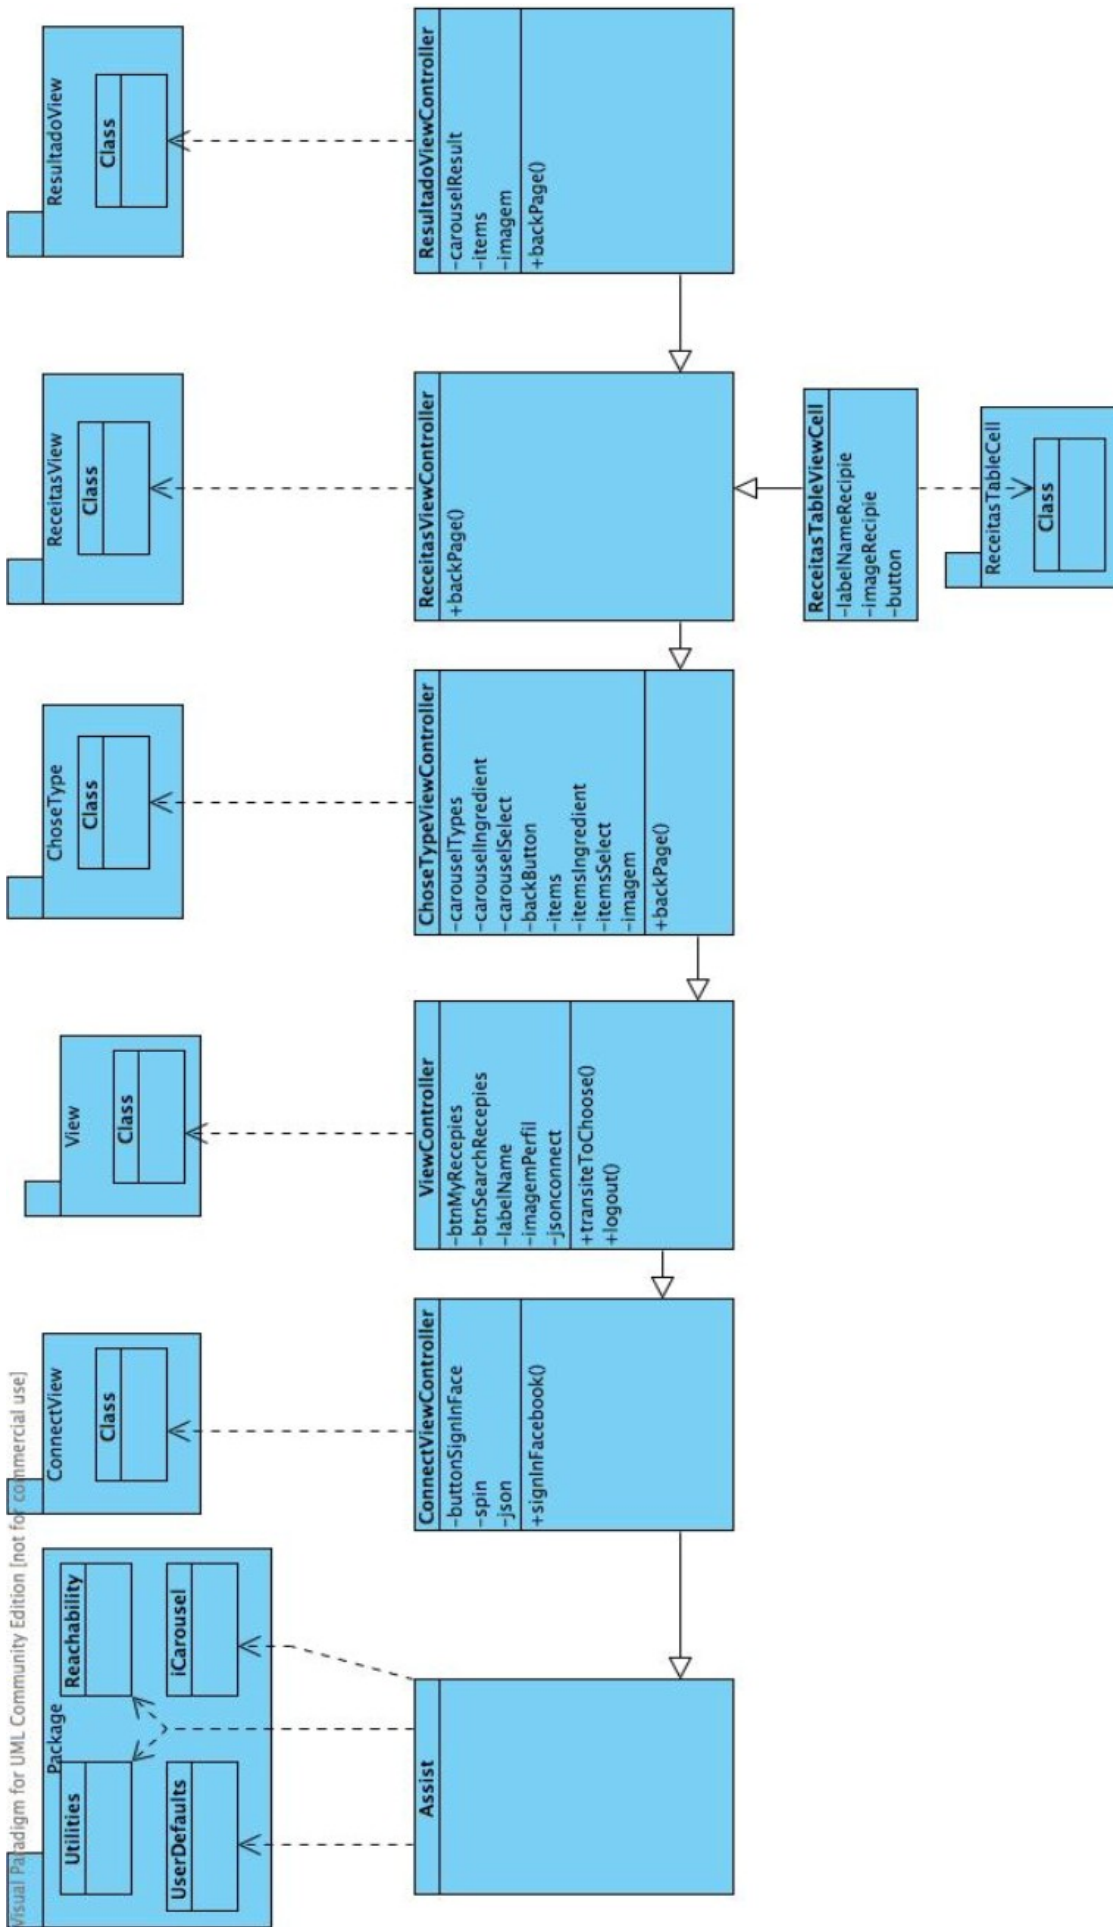 Visual Paradigm for UML Community Edition [not for commercial use]
Package
Utilities
Reachability
UserDefaults
iCarousel
ConnectView
Class
View
Class
ChoseType
Class
ReceitasView
Class
ResultadoView
Class
Assist
ConnectViewController
-buttonSignInFace
-spin
-json
+signInFacebook()
ViewController
-btnMyRecepies
-btnSearchRecepies
-labelName
-imagemPerfil
-jsonconnect
+transiteToChoose()
+logout()
ChoseTypeViewController
-carouselTypes
-carouselIngredient
-carouselSelect
-backButton
-items
-itemsIngredient
-itemsSelect
-imagem
+backPage()
ReceitasViewController
+backPage()
ResultadoViewController
-carouselResult
-items
-imagem
+backPage()
ReceitasTableViewCell
-labelNameRecipie
-imageRecipie
-button
ReceitasTableCell
Class